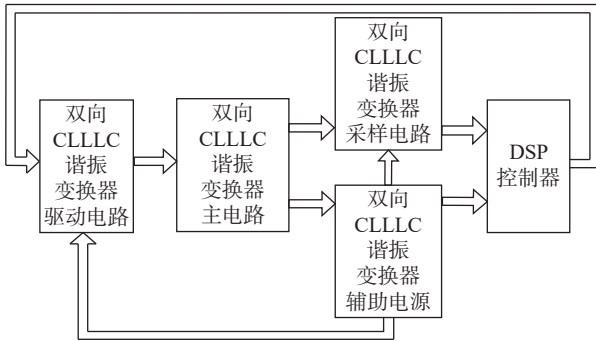 双向
CLLLC
谐振
变换器
驱动电路
双向
CLLLC
谐振
变换器
主电路
双向
CLLLC
谐振
变换器
采样电路
双向
CLLLC
谐振
变换器
辅助电源
DSP
控制器